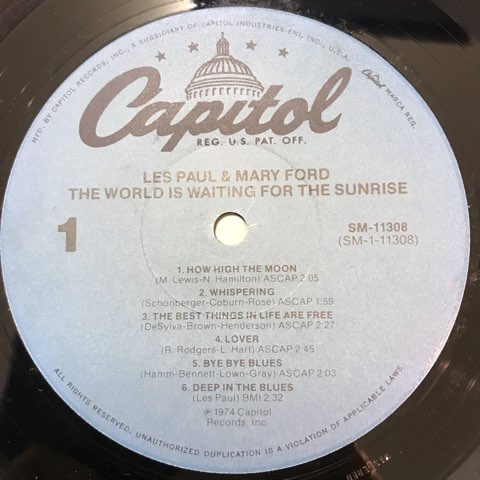 MFD. BY CAPITOL RECORDS, INC., A SUBSIDIARY OF CAPITOL INDUSTRIES-EMI, INC., U.S.A.
Capitol MARCA REG.
Capitol
REG. U.S. PAT. OFF.
LES PAUL & MARY FORD
THE WORLD IS WAITING FOR THE SUNRISE
1
SM-11308
(SM-1-11308)
1. HOW HIGH THE MOON
(M. Lewis-N. Hamilton) ASCAP 2:05
2. WHISPERING
(Schonberger-Coburn-Rose) ASCAP 1:59
3. THE BEST THINGS IN LIFE ARE FREE
(DeSylva-Brown-Henderson) ASCAP 2:27
4. LOVER
(R. Rodgers-L. Hart) ASCAP 2:45
5. BYE BYE BLUES
(Hamm-Bennett-Lown-Gray) ASCAP 2:03
6. DEEP IN THE BLUES
(Les Paul) BMI 2:32
℗ 1974 Capitol
Records, Inc
ALL RIGHTS RESERVED. UNAUTHORIZED DUPLICATION IS A VIOLATION OF APPLICABLE LAWS.